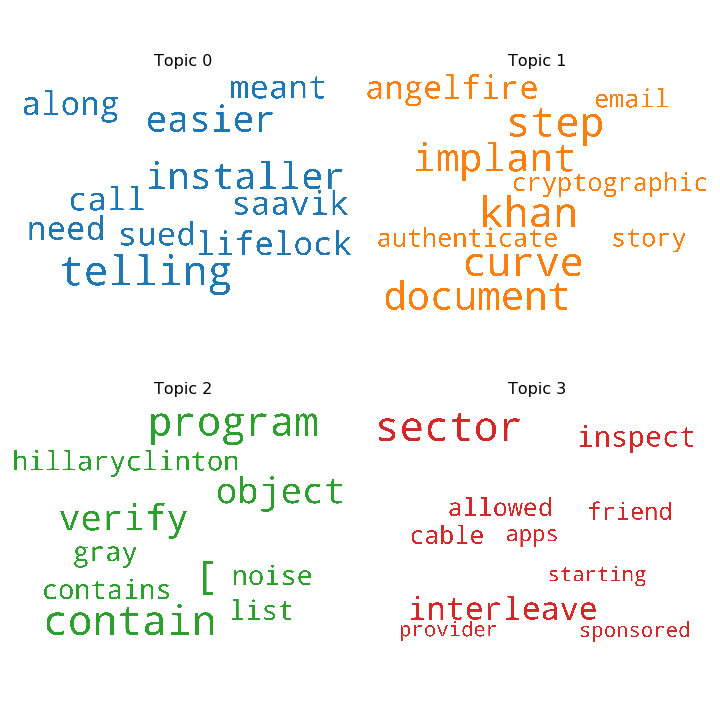 Topic 0
meant
along
easier
installer
call
saavik
need
sued
lifelock
telling
Topic 1
angelfire
email
step
implant
cryptographic
khan
authenticate
story
curve
document
Topic 2
program
hillaryclinton
object
verify
gray
[
noise
contains
list
contain
Topic 3
sector
inspect
allowed
friend
cable
apps
starting
interleave
provider
sponsored